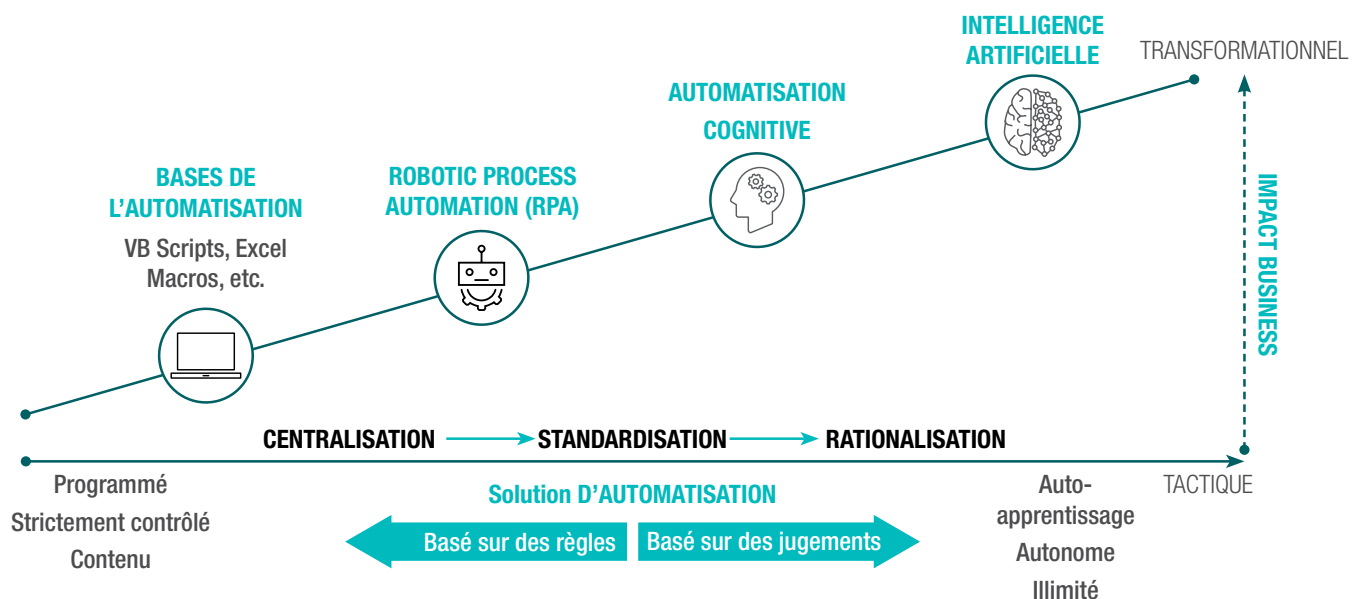 INTELLIGENCE
ARTIFICIELLE
TRANSFORMATIONNEL
AUTOMATISATION
COGNITIVE
BASES DE
L’AUTOMATISATION
ROBOTIC PROCESS
AUTOMATION (RPA)
VB Scripts, Excel
Macros, etc.
IMPACT BUSINESS
CENTRALISATION
STANDARDISATION
RATIONALISATION
Programmé
Strictement contrôlé
Contenu
Solution D’AUTOMATISATION
Basé sur des règles
Basé sur des jugements
Auto-
apprentissage
Autonome
Illimité
TACTIQUE